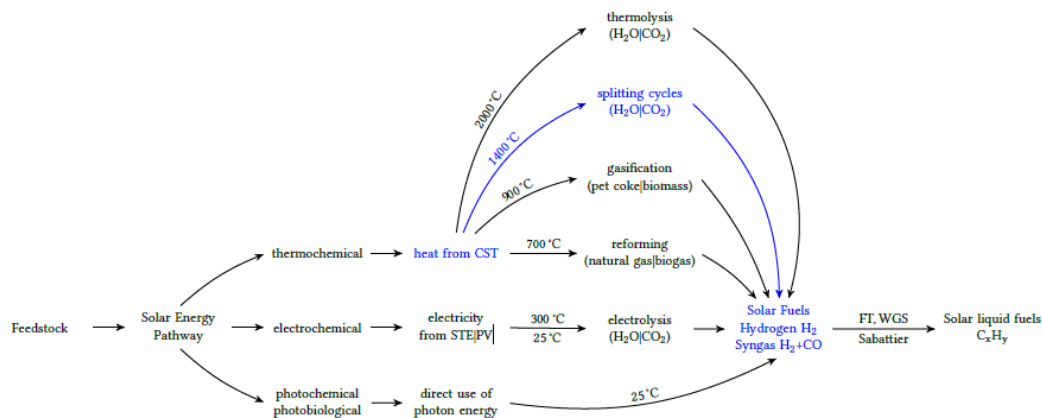 thermolysis
(H₂O|CO₂)
2000 °C
splitting cycles
(H₂O|CO₂)
1400 °C
gasification
(pet coke|biomass)
900 °C
thermochemical
heat from CST
700 °C
reforming
(natural gas|biogas)
Feedstock
Solar Energy
Pathway
electrochemical
electricity
from STE|PV|
300 °C
25 °C
electrolysis
(H₂O|CO₂)
Solar Fuels
Hydrogen H₂
Syngas H₂+CO
FT, WGS
Sabattier
Solar liquid fuels
CₓHᵧ
photochemical
photobiological
direct use of
photon energy
25 °C